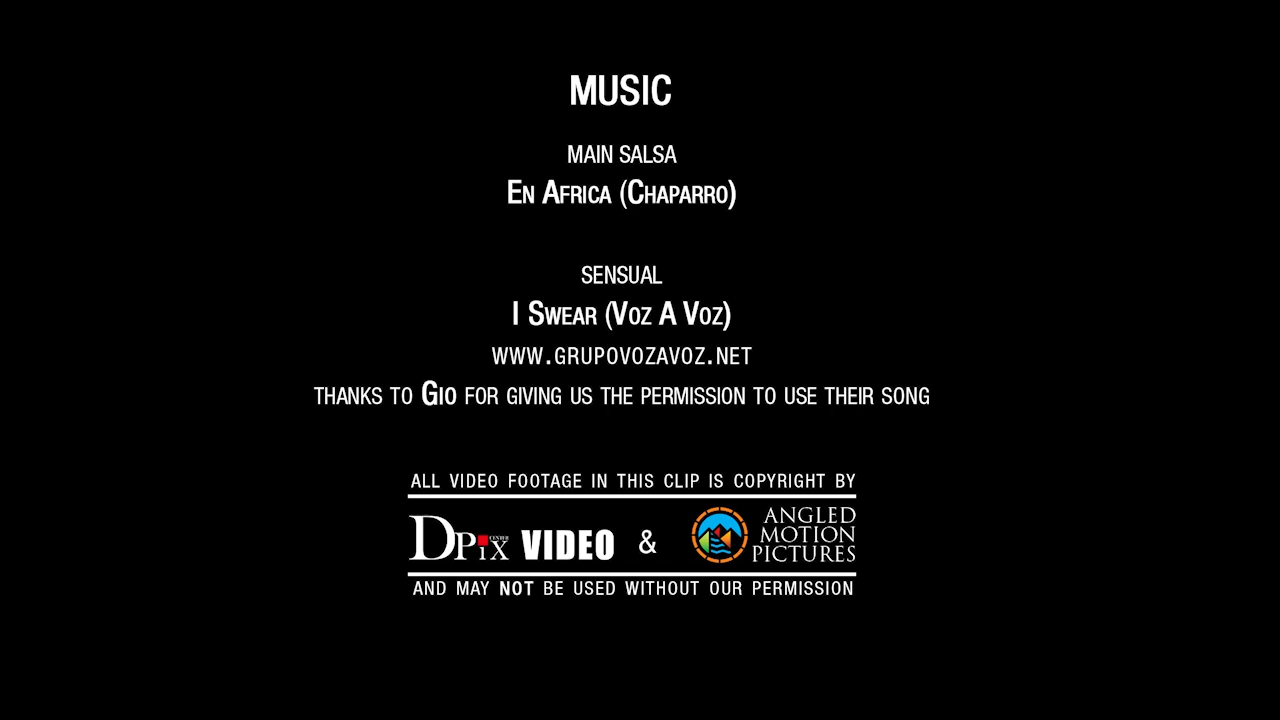 MUSIC
MAIN SALSA
En Africa (Chaparro)
SENSUAL
I Swear (Voz A Voz)
WWW.GRUPOVOZAVOZ.NET
THANKS TO Gio FOR GIVING US THE PERMISSION TO USE THEIR SONG
ALL VIDEO FOOTAGE IN THIS CLIP IS COPYRIGHT BY
DPiX CENTER VIDEO & ANGLED MOTION PICTURES
AND MAY NOT BE USED WITHOUT OUR PERMISSION